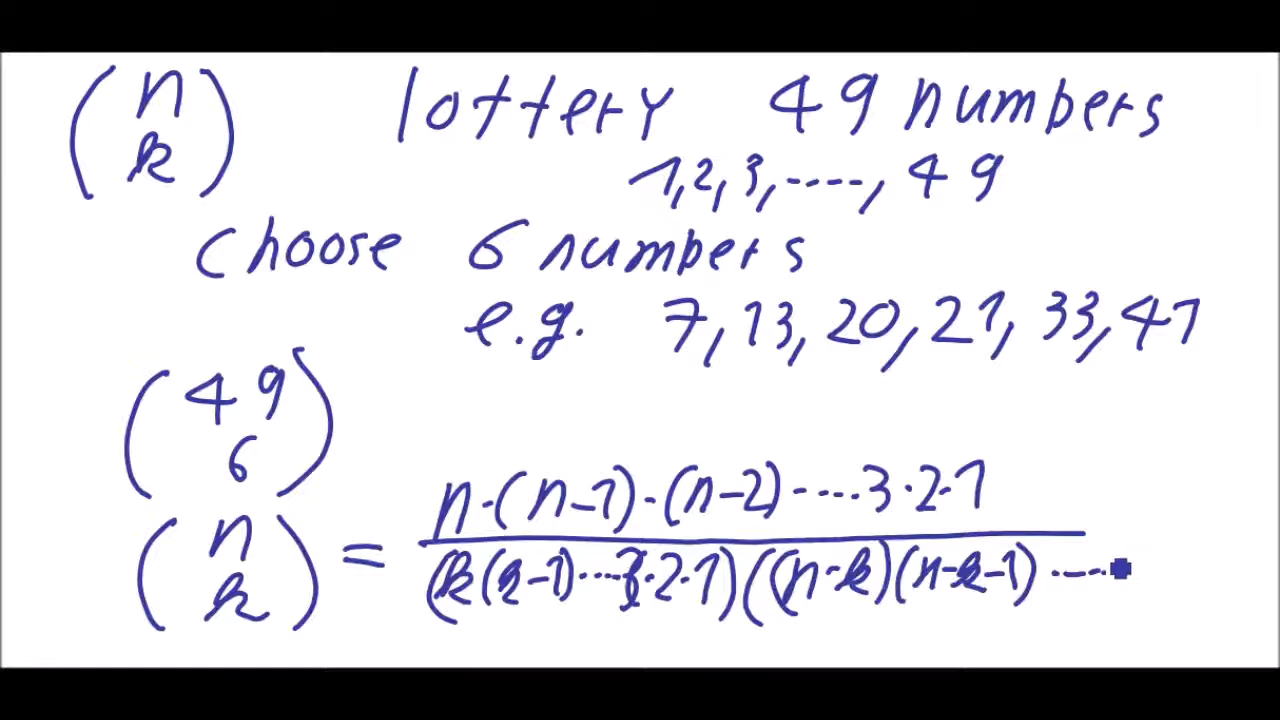 (n k) lottery 49 numbers
1,2,3,----,49
choose 6 numbers
e.g. 7,13,20,21,33,41
(49 6)
(n k) = n·(n-1)·(n-2)·----.3·2·1
(k(k-1)·---3·2·1)((n-k)(n-k-1)·---·